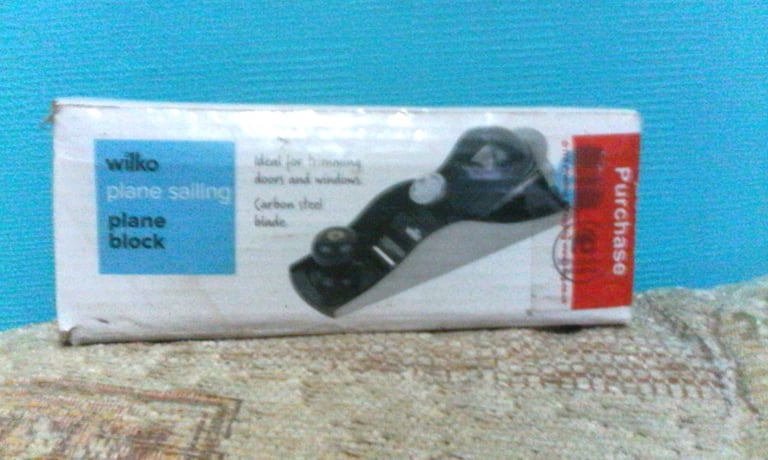 wilko
plane sailing
plane
block
Ideal for trimming
doors and windows.
Carbon steel
blade.
Purchase